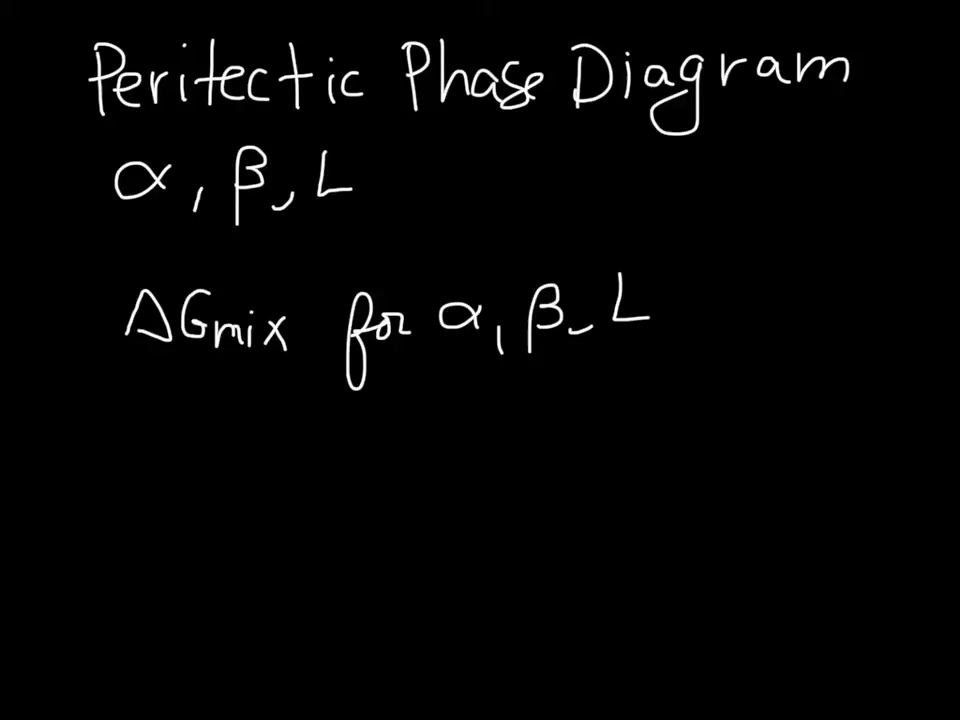 Peritectic Phase Diagram
α, β, L
ΔGmix for α, β, L